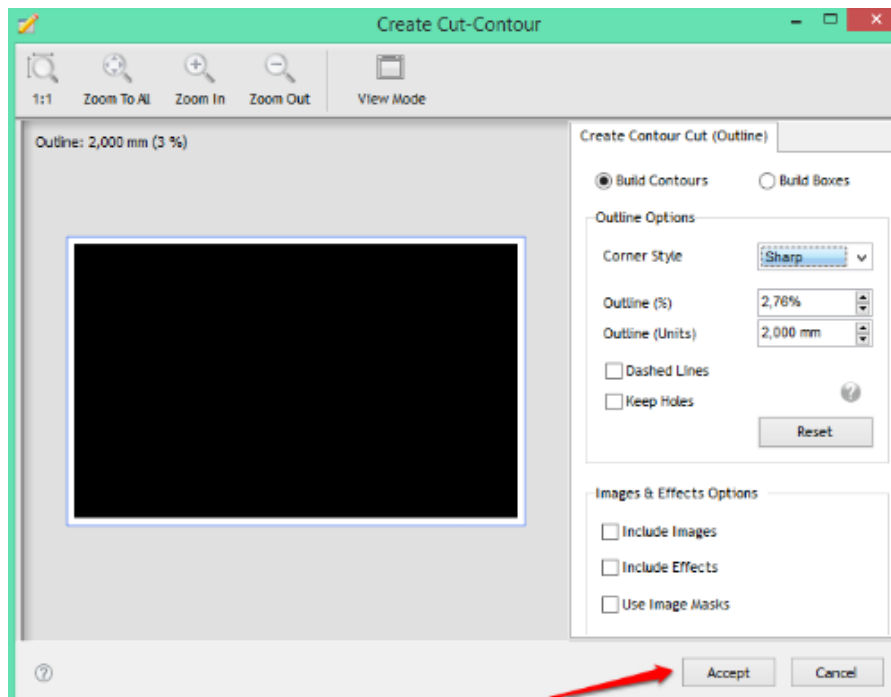 Create Cut-Contour
1:1 Zoom To All Zoom In Zoom Out View Mode
Outline: 2,000 mm (3 %)
Create Contour Cut (Outline)
Build Contours Build Boxes
Outline Options
Corner Style Sharp
Outline (%) 2,76%
Outline (Units) 2,000 mm
Dashed Lines
Keep Holes
?
Reset
Images & Effects Options
Include Images
Include Effects
Use Image Masks
? Accept Cancel